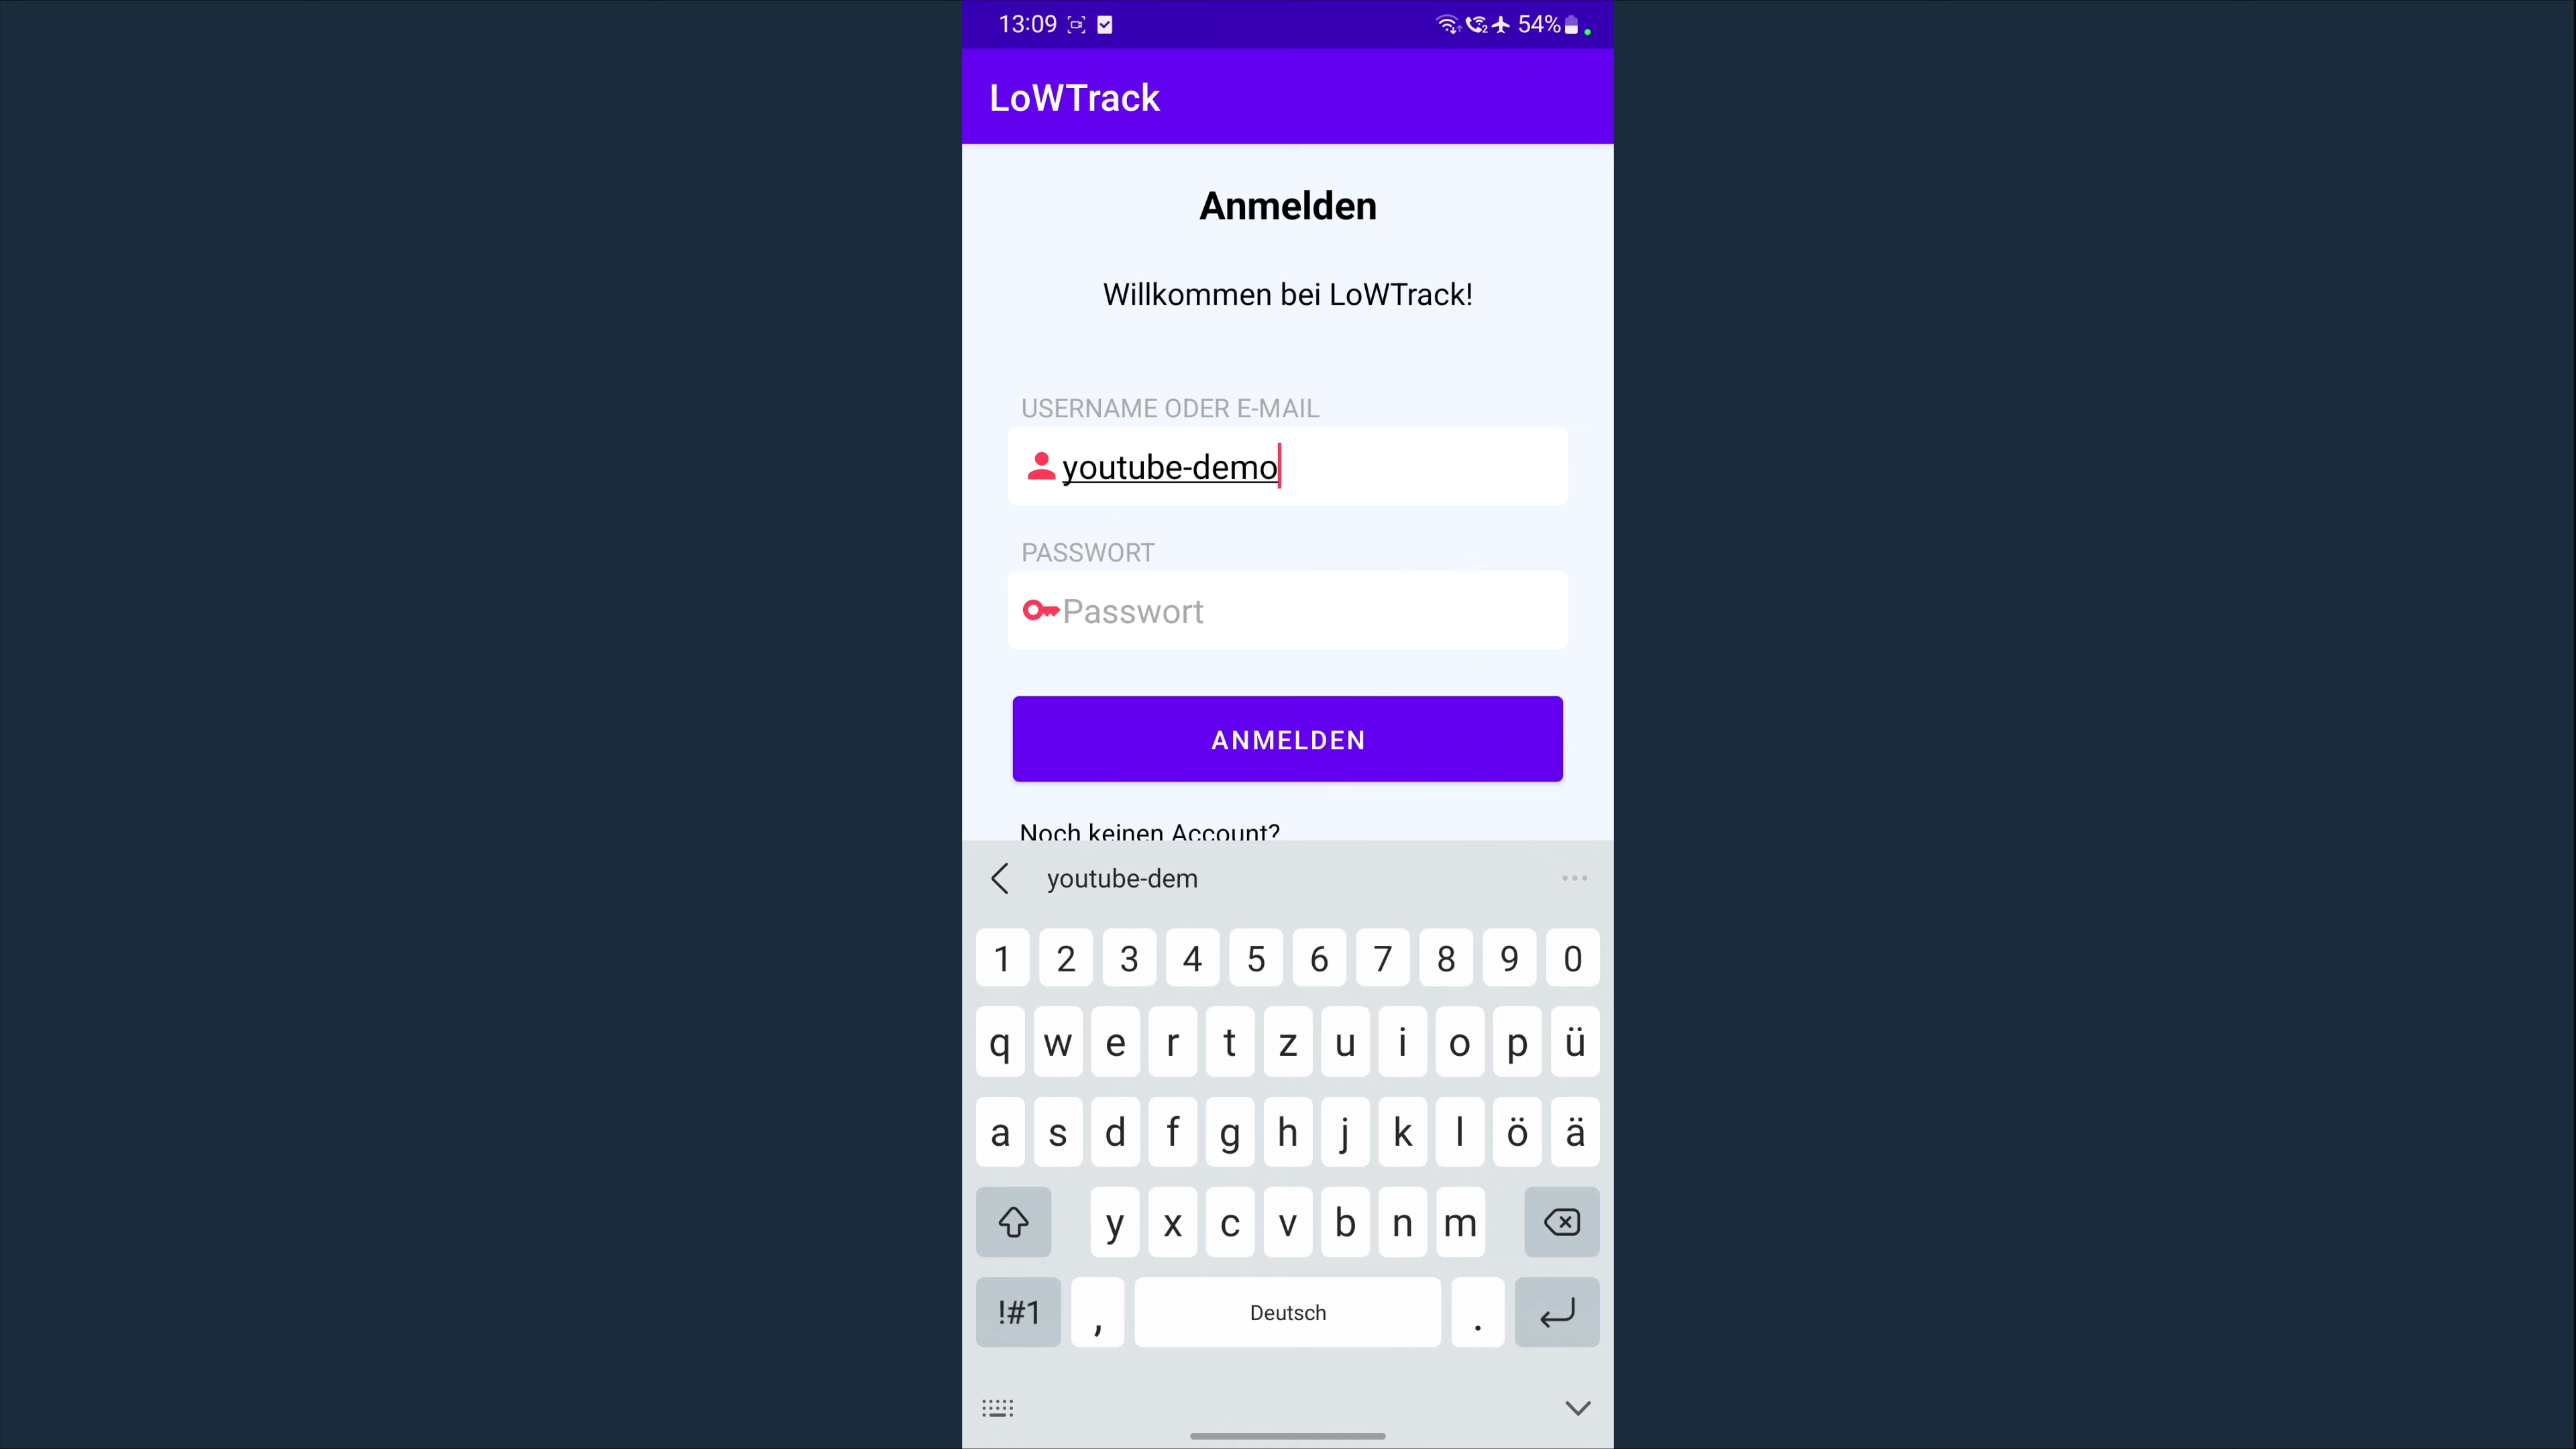 13:09 54%
LoWTrack
Anmelden
Willkommen bei LoWTrack!
USERNAME ODER E-MAIL
youtube-demo
PASSWORT
Passwort
ANMELDEN
Noch keinen Account?
youtube-dem
1 2 3 4 5 6 7 8 9 0
q w e r t z u i o p ü
a s d f g h j k l ö ä
y x c v b n m
!#1 , Deutsch .